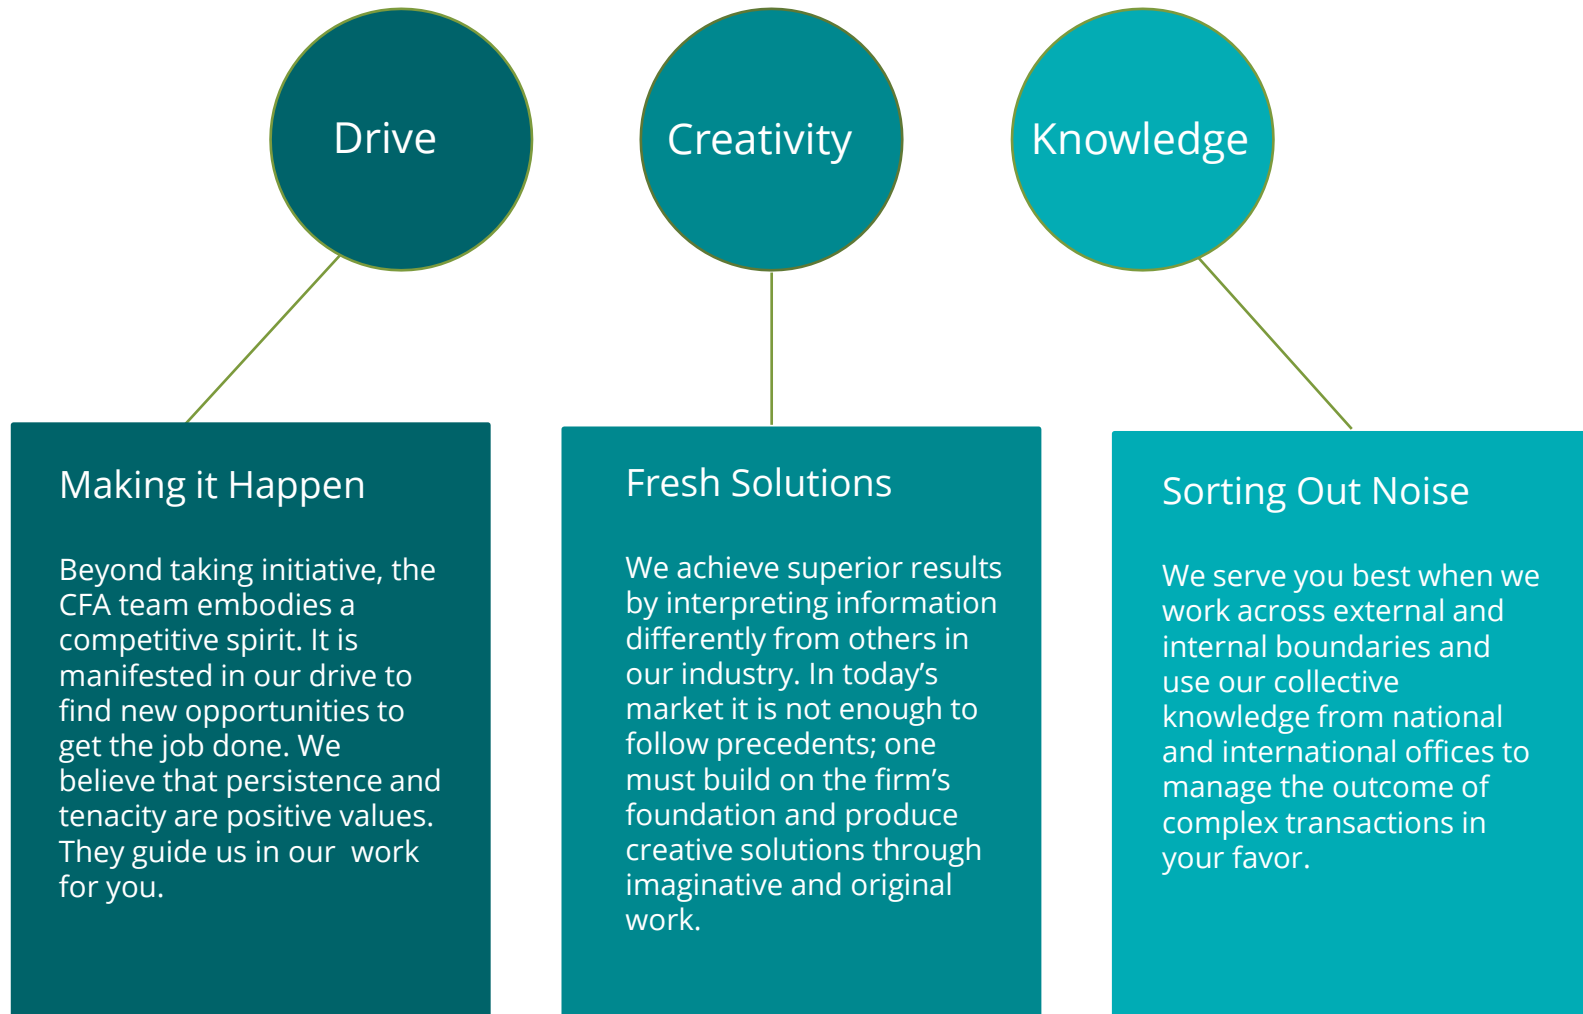 Drive
Creativity
Knowledge
Making it Happen
Beyond taking initiative, the
CFA team embodies a
competitive spirit. It is
manifested in our drive to
find new opportunities to
get the job done. We
believe that persistence and
tenacity are positive values.
They guide us in our  work
for you.
Fresh Solutions
We achieve superior results
by interpreting information
differently from others in
our industry. In today’s
market it is not enough to
follow precedents; one
must build on the firm’s
foundation and produce
creative solutions through
imaginative and original
work.
Sorting Out Noise
We serve you best when we
work across external and
internal boundaries and
use our collective
knowledge from national
and international offices to
manage the outcome of
complex transactions in
your favor.